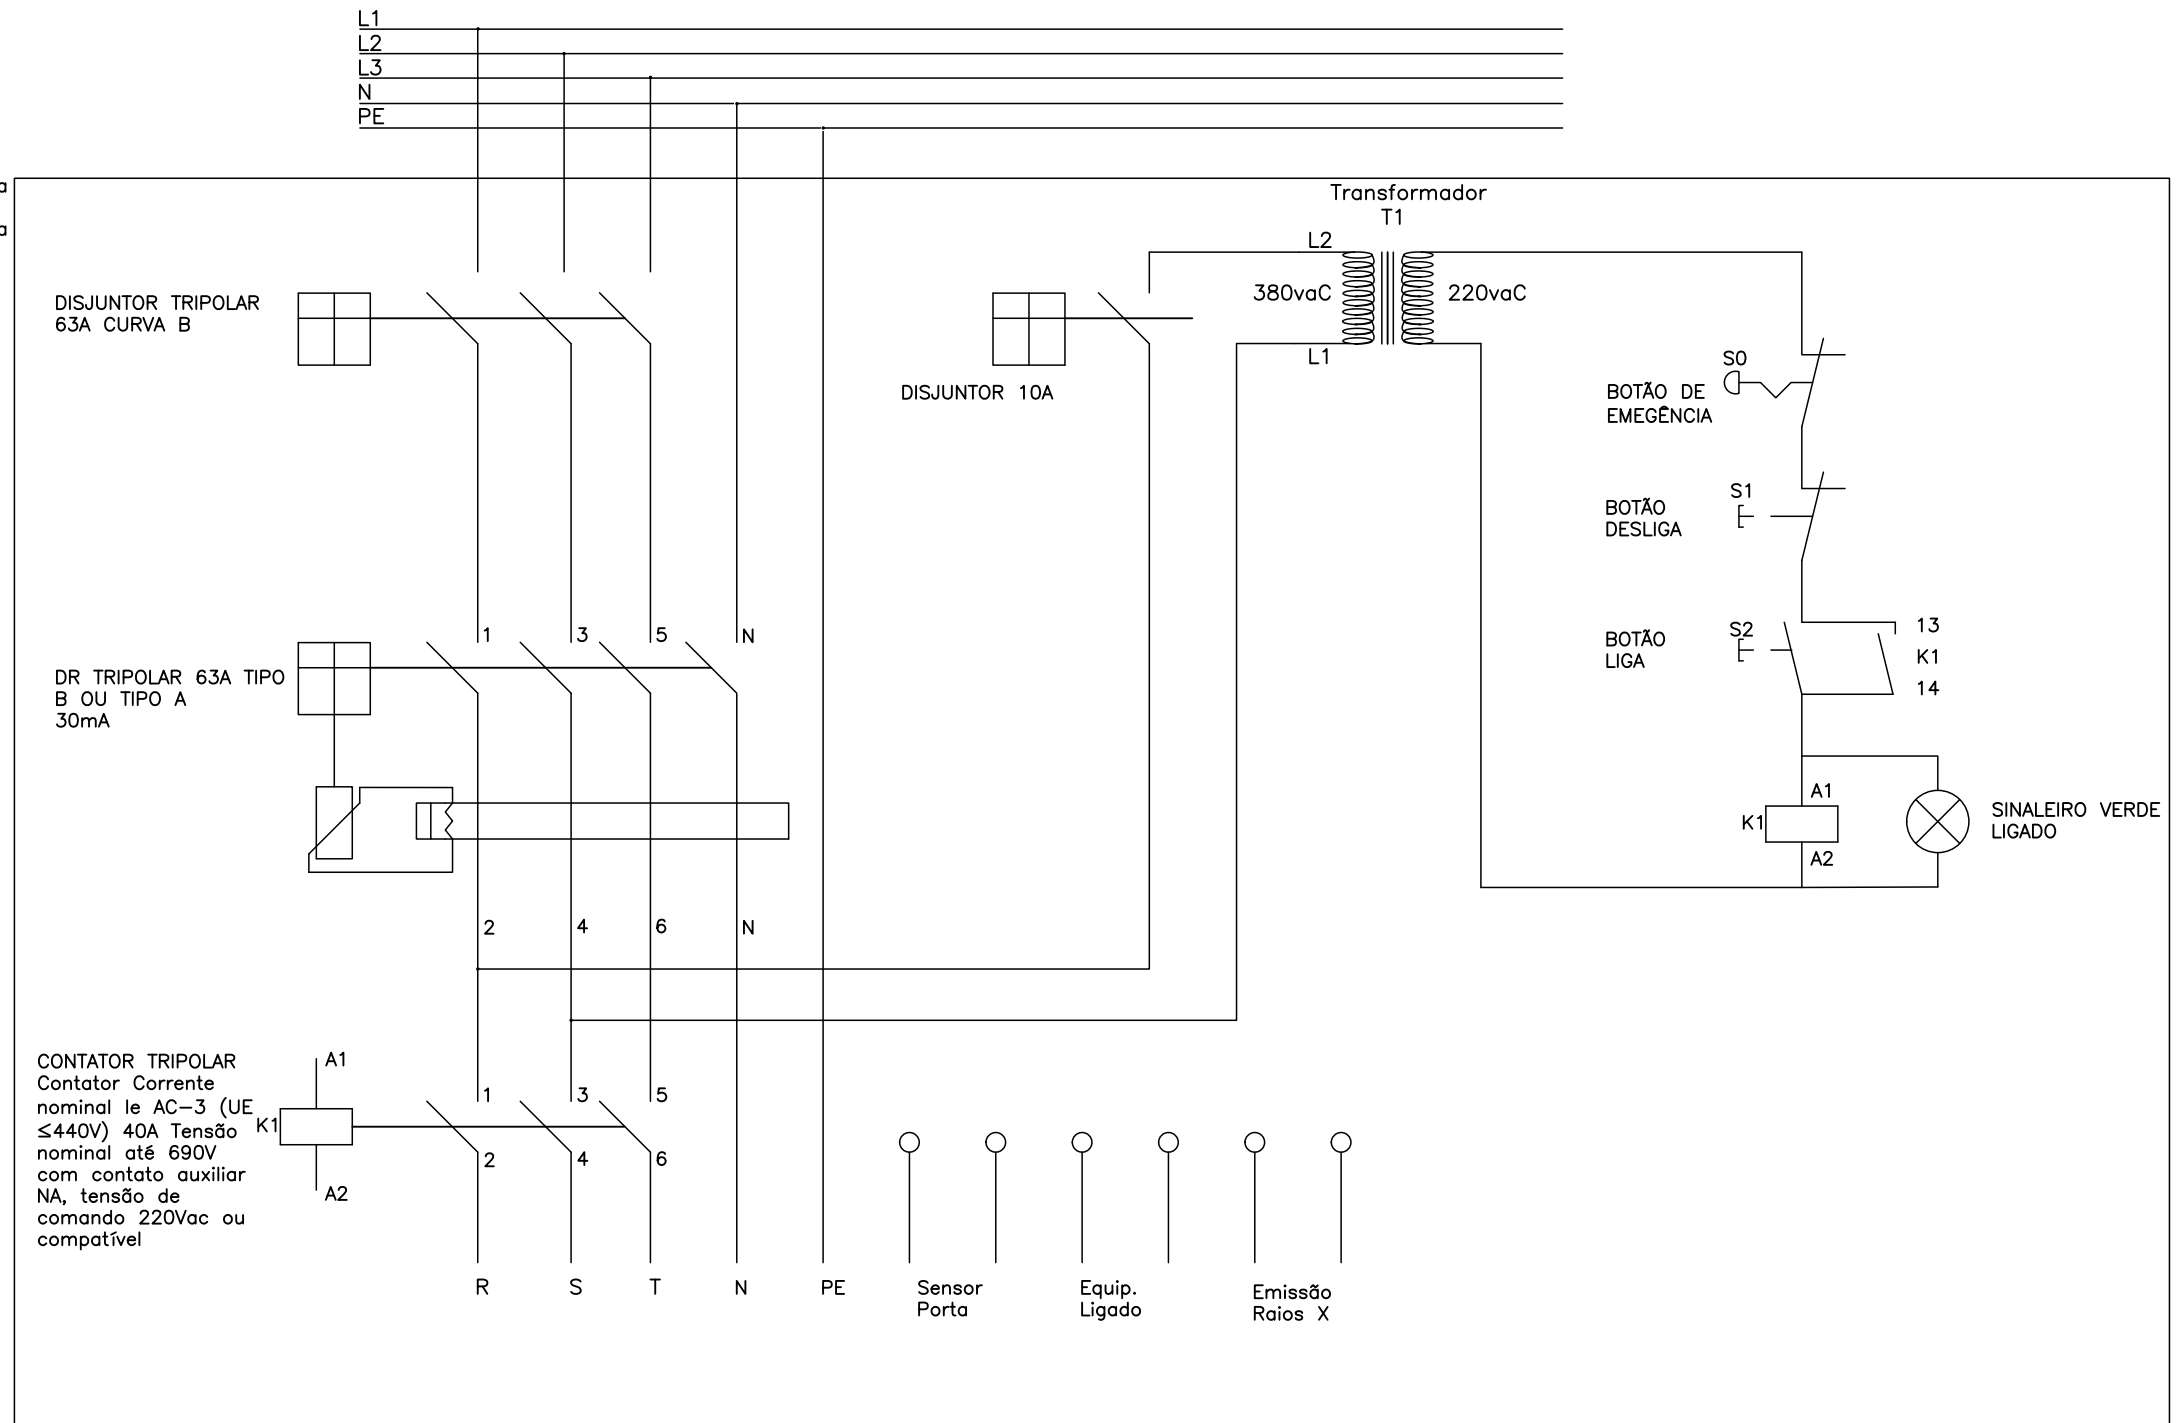 L1
L2
L3
N
PE
a
a
Transformador
T1
L2
380vaC
220vaC
L1
DISJUNTOR TRIPOLAR
63A CURVA B
DISJUNTOR 10A
S0
BOTÃO DE
EMEGÊNCIA
S1
BOTÃO
DESLIGA
S2
BOTÃO
LIGA
13
K1
14
1
3
5
N
DR TRIPOLAR 63A TIPO
B OU TIPO A
30mA
A1
K1
A2
SINALEIRO VERDE
LIGADO
2
4
6
N
CONTATOR TRIPOLAR
Contator Corrente
nominal Ie AC-3 (UE
≤440V) 40A Tensão
nominal até 690V
com contato auxiliar
NA, tensão de
comando 220Vac ou
compatível
A1
K1
A2
1
3
5
2
4
6
R
S
T
N
PE
Sensor
Porta
Equip.
Ligado
Emissão
Raios X